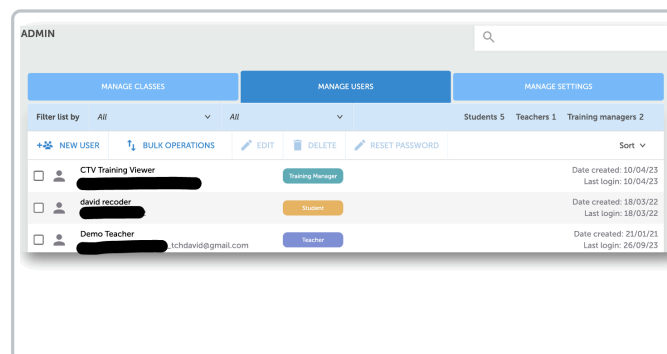 ADMIN
MANAGE CLASSES MANAGE USERS MANAGE SETTINGS
Filter list by All All Students 5 Teachers 1 Training managers 2
NEW USER BULK OPERATIONS EDIT DELETE RESET PASSWORD Sort
CTV Training Viewer Training Manager Date created: 10/04/23
Last login: 10/04/23
david recoder Student Date created: 18/03/22
Last login: 18/03/22
Demo Teacher Teacher Date created: 21/01/21
_tchdavid@gmail.com Last login: 26/09/23